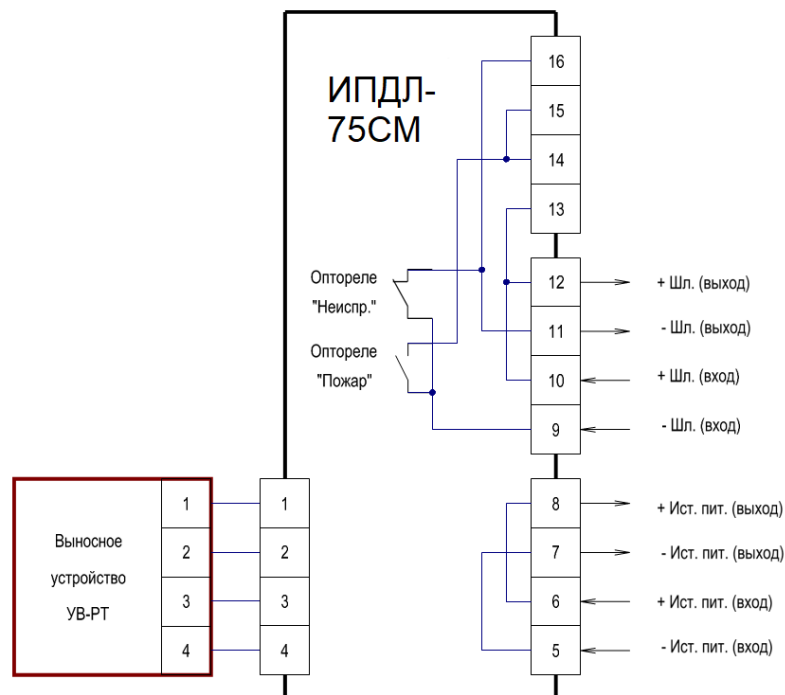 ИПДЛ-
75СМ
16
15
14
13
Оптореле
"Неиспр."
Оптореле
"Пожар"
12
+ Шл. (выход)
11
- Шл. (выход)
10
+ Шл. (вход)
9
- Шл. (вход)
Выносное
устройство
УВ-РТ
1
2
3
4
1
2
3
4
8
+ Ист. пит. (выход)
7
- Ист. пит. (выход)
6
+ Ист. пит. (вход)
5
- Ист. пит. (вход)